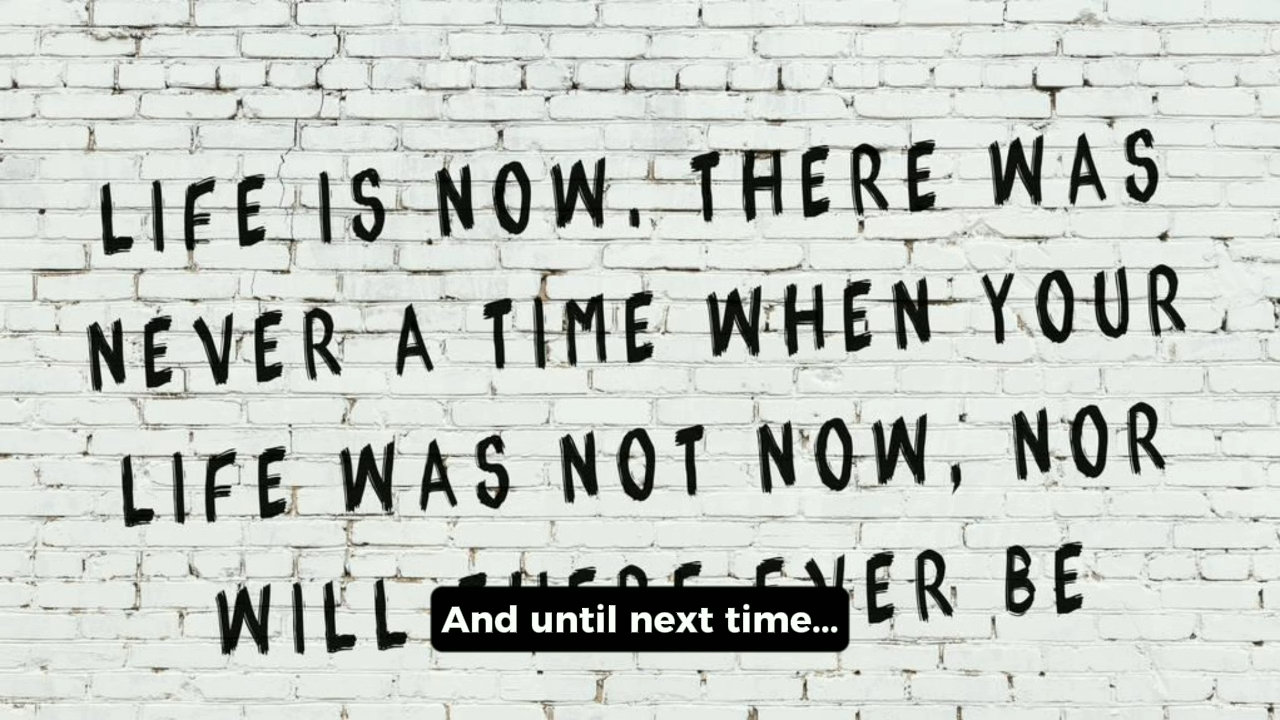 LIFE IS NOW. THERE WAS
NEVER A TIME WHEN YOUR
LIFE WAS NOT NOW, NOR
WILL THERE EVER BE
And until next time...